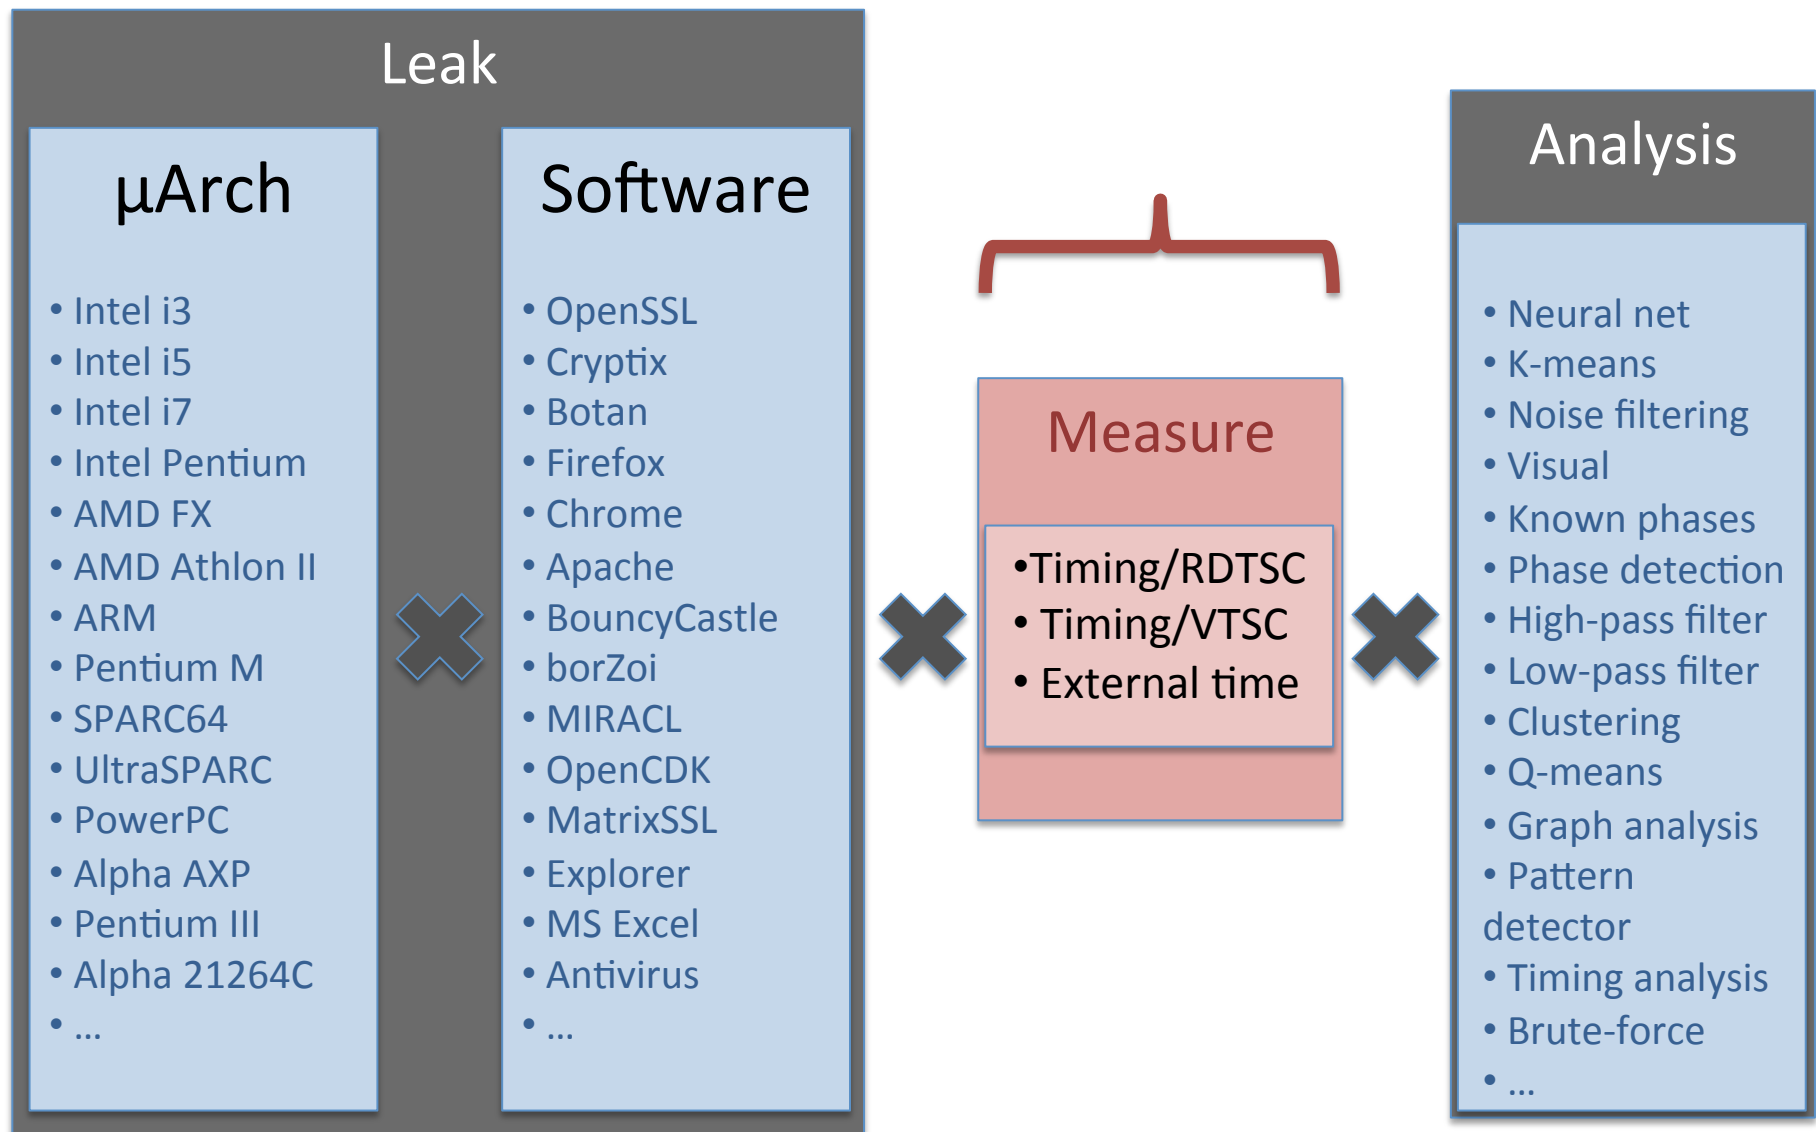 Leak
µArch
• Intel i3
• Intel i5
• Intel i7
• Intel Pentium
• AMD FX
• AMD Athlon II
• ARM
• Pentium M
• SPARC64
• UltraSPARC
• PowerPC
• Alpha AXP
• Pentium III
• Alpha 21264C
• ...
Software
• OpenSSL
• Cryptix
• Botan
• Firefox
• Chrome
• Apache
• BouncyCastle
• borZoi
• MIRACL
• OpenCDK
• MatrixSSL
• Explorer
• MS Excel
• Antivirus
• ...
Measure
•Timing/RDTSC
• Timing/VTSC
• External time
Analysis
• Neural net
• K-means
• Noise filtering
• Visual
• Known phases
• Phase detection
• High-pass filter
• Low-pass filter
• Clustering
• Q-means
• Graph analysis
• Pattern
detector
• Timing analysis
• Brute-force
• ...